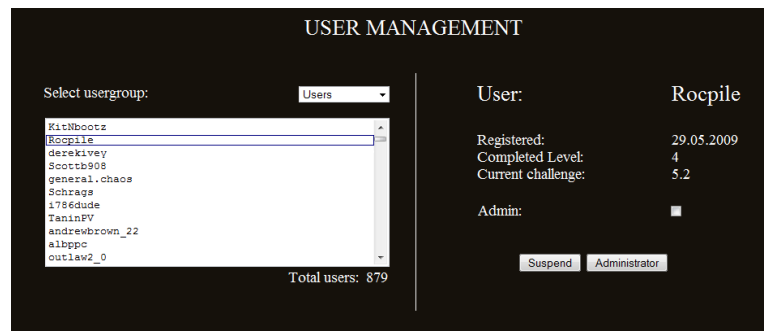 USER MANAGEMENT
Select usergroup: Users
KitNbootz
Rocpile
derekivey
Scottb908
general.chaos
Schrags
i786dude
TaninPV
andrewbrown_22
albppc
outlaw2_0
Total users: 879
User: Rocpile
Registered: 29.05.2009
Completed Level: 4
Current challenge: 5.2
Admin:
Suspend Administrator